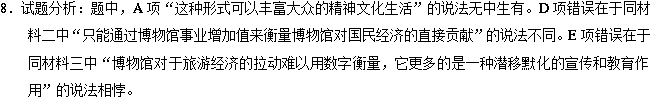 8．试题分析：题中，A 项“这种形式可以丰富大众的精神文化生活”的说法无中生有。D 项错误在于同材
料二中“只能通过博物馆事业增加值来衡量博物馆对国民经济的直接贡献”的说法不同。E 项错误在于
同材料三中“博物馆对于旅游经济的拉动难以用数字衡量，它更多的是一种潜移默化的宣传和教育作
用”的说法相悖。